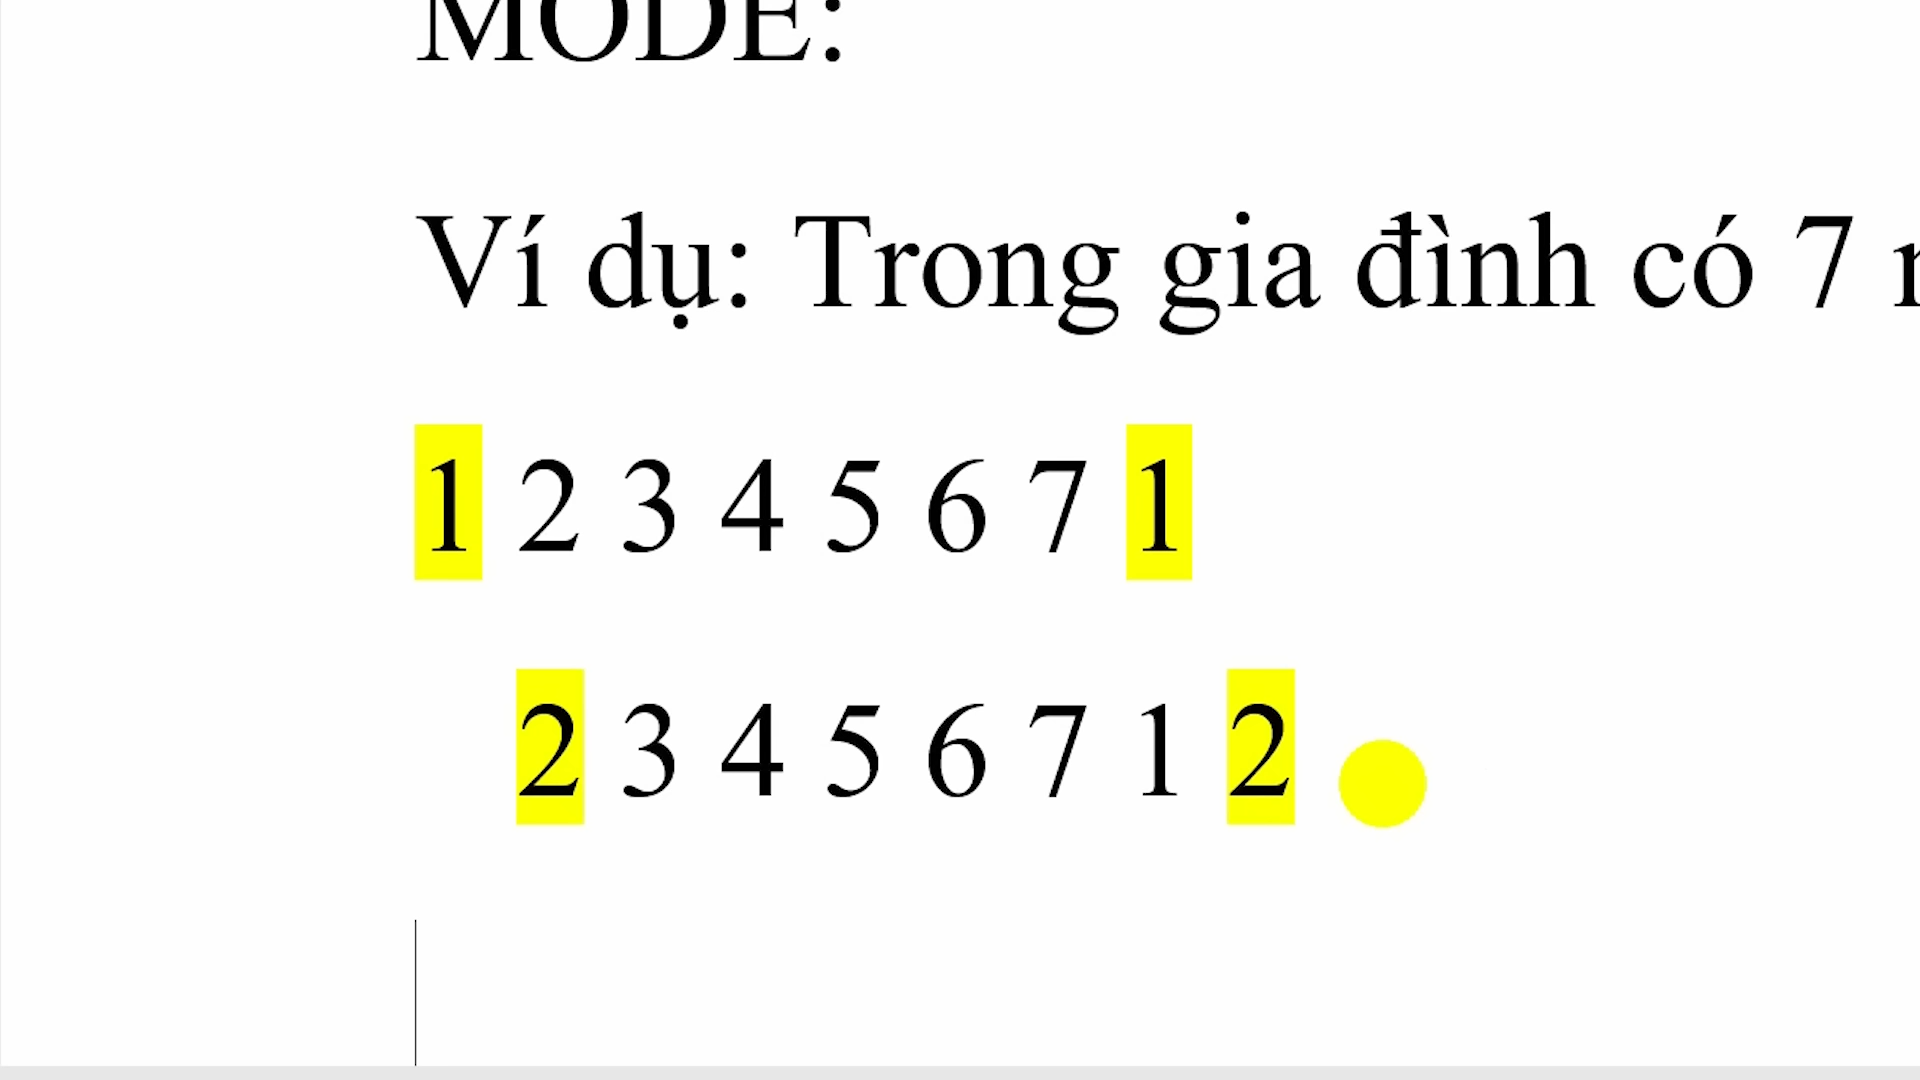 MODE:
Ví dụ: Trong gia đình có 7
1 2 3 4 5 6 7 1
2 3 4 5 6 7 1 2